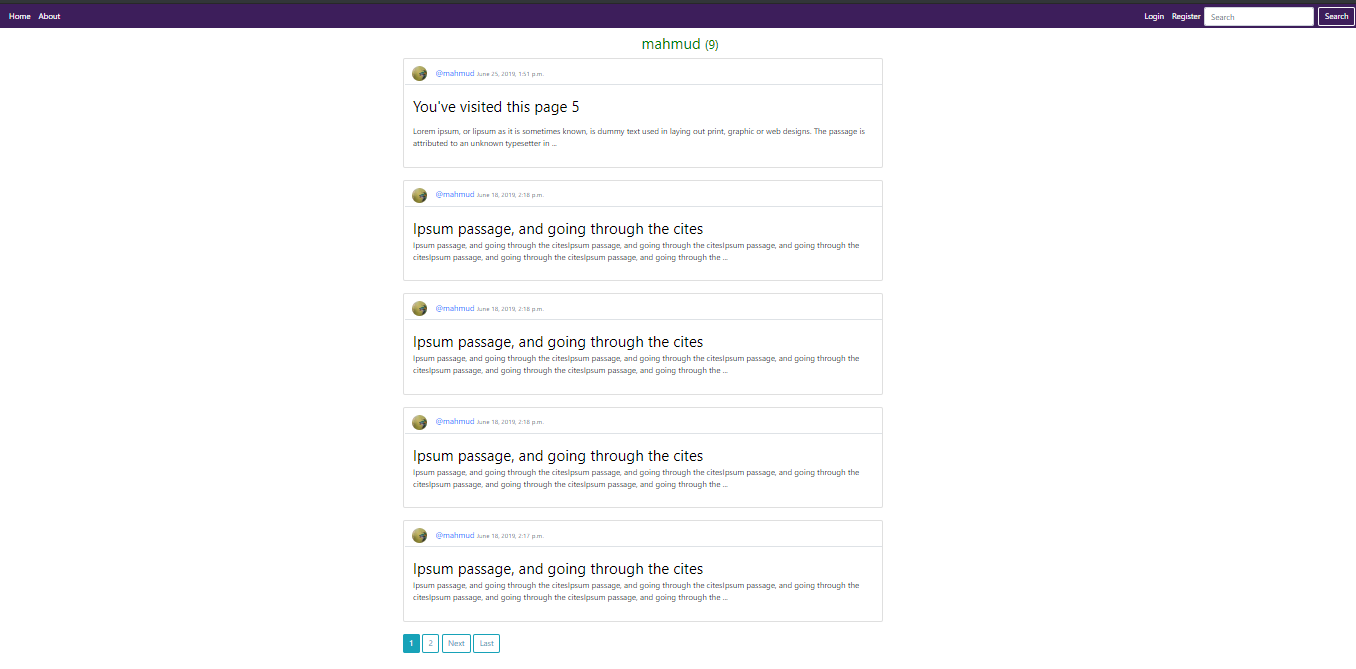 Home About Login Register Search Search
mahmud (9)
@mahmud June 25, 2019, 1:51 p.m.
You've visited this page 5
Lorem ipsum, or lipsum as it is sometimes known, is dummy text used in laying out print, graphic or web designs. The passage is
attributed to an unknown typesetter in ...
@mahmud June 18, 2019, 2:18 p.m.
Ipsum passage, and going through the cites
Ipsum passage, and going through the citesIpsum passage, and going through the citesIpsum passage, and going through the
citesIpsum passage, and going through the citesIpsum passage, and going through the ...
@mahmud June 18, 2019, 2:18 p.m.
Ipsum passage, and going through the cites
Ipsum passage, and going through the citesIpsum passage, and going through the citesIpsum passage, and going through the
citesIpsum passage, and going through the citesIpsum passage, and going through the ...
@mahmud June 18, 2019, 2:18 p.m.
Ipsum passage, and going through the cites
Ipsum passage, and going through the citesIpsum passage, and going through the citesIpsum passage, and going through the
citesIpsum passage, and going through the citesIpsum passage, and going through the ...
@mahmud June 18, 2019, 2:17 p.m.
Ipsum passage, and going through the cites
Ipsum passage, and going through the citesIpsum passage, and going through the citesIpsum passage, and going through the
citesIpsum passage, and going through the citesIpsum passage, and going through the ...
1 2 Next Last